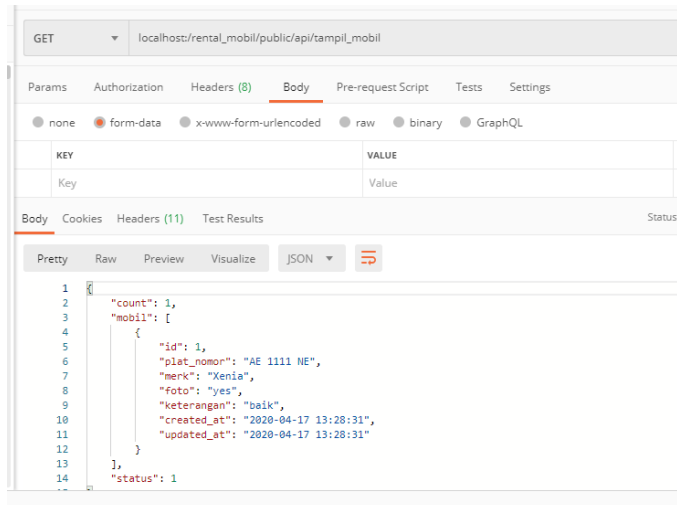 GET localhost:/rental_mobil/public/api/tampil_mobil
Params Authorization Headers (8) Body Pre-request Script Tests Settings
none form-data x-www-form-urlencoded raw binary GraphQL
KEY VALUE
Key Value
Body Cookies Headers (11) Test Results Status
Pretty Raw Preview Visualize JSON
1 {
2 "count": 1,
3 "mobil": [
4 {
5 "id": 1,
6 "plat_nomor": "AE 1111 NE",
7 "merk": "Xenia",
8 "foto": "yes",
9 "keterangan": "baik",
10 "created_at": "2020-04-17 13:28:31",
11 "updated_at": "2020-04-17 13:28:31"
12 }
13 ],
14 "status": 1